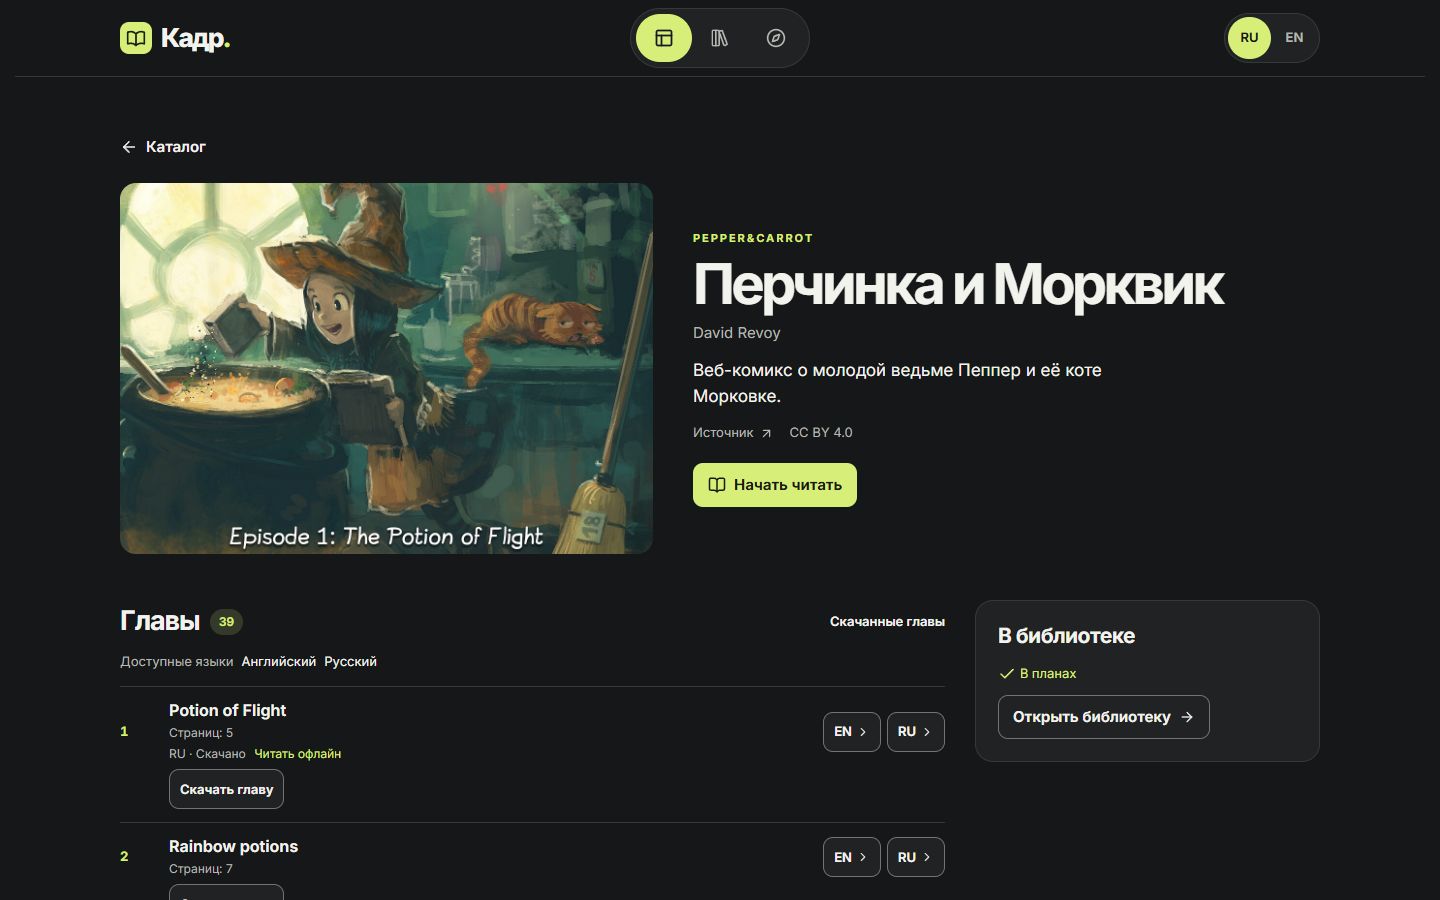 Кадр.
RU EN
Каталог
PEPPER&CARROT
Перчинка и Морквик
David Revoy
Веб-комикс о молодой ведьме Пеппер и её коте
Морковке.
Источник CC BY 4.0
Начать читать
18
Episode 1: The Potion of Flight
Главы 39
Скачанные главы
Доступные языки Английский Русский
1
Potion of Flight
Страниц: 5
RU · Скачано Читать офлайн
Скачать главу
EN RU
2
Rainbow potions
Страниц: 7
EN RU
В библиотеке
В планах
Открыть библиотеку